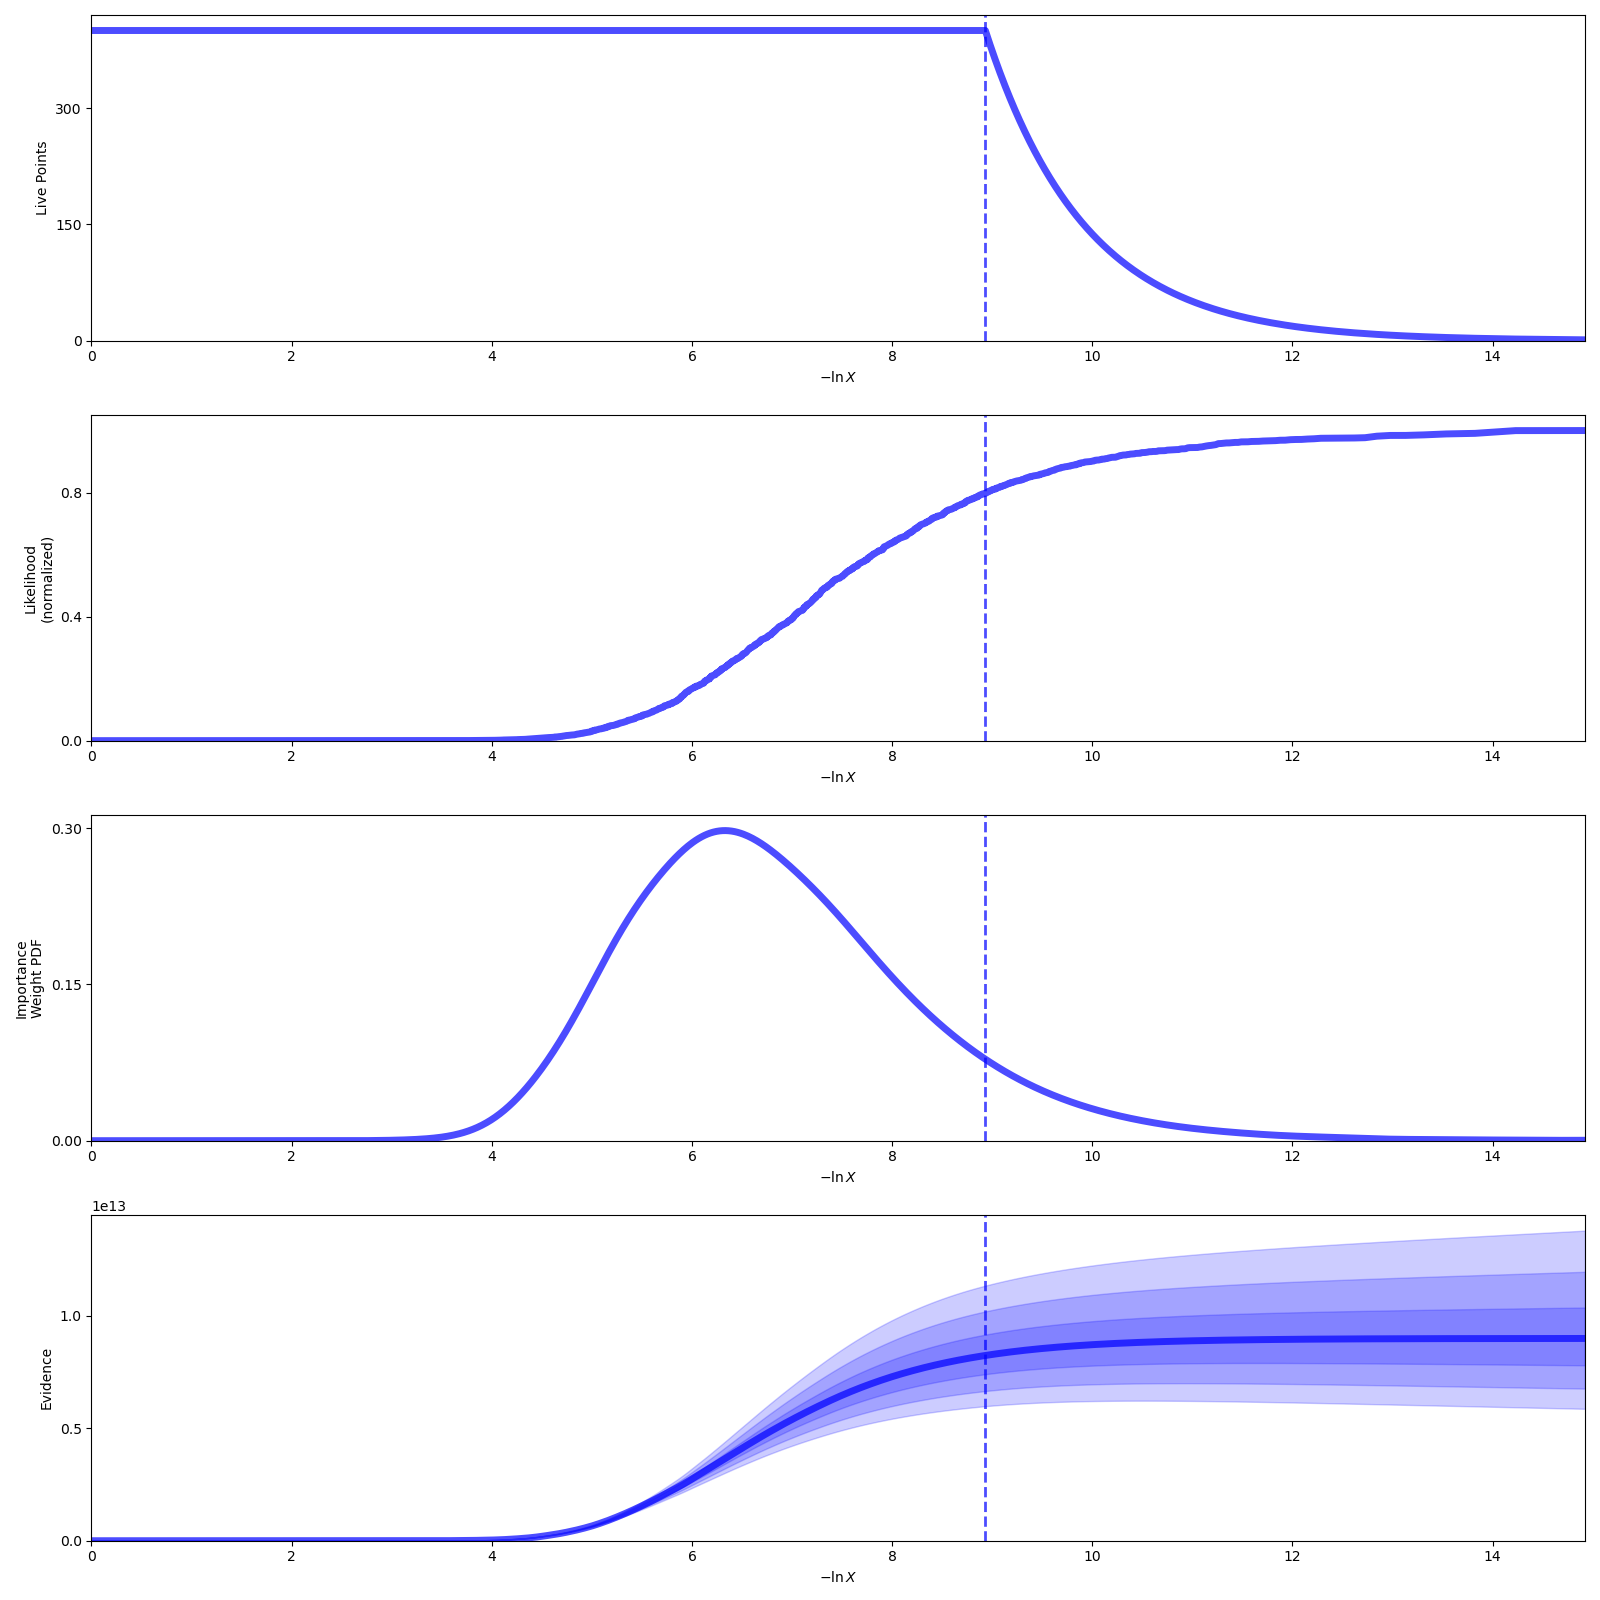 300
150
0
Live Points
0 2 4 6 8 10 12 14
−ln X
0.8
0.4
0.0
Likelihood
(normalized)
0 2 4 6 8 10 12 14
−ln X
0.30
0.15
0.00
Importance
Weight PDF
0 2 4 6 8 10 12 14
−ln X
1e13
1.0
0.5
0.0
Evidence
0 2 4 6 8 10 12 14
−ln X